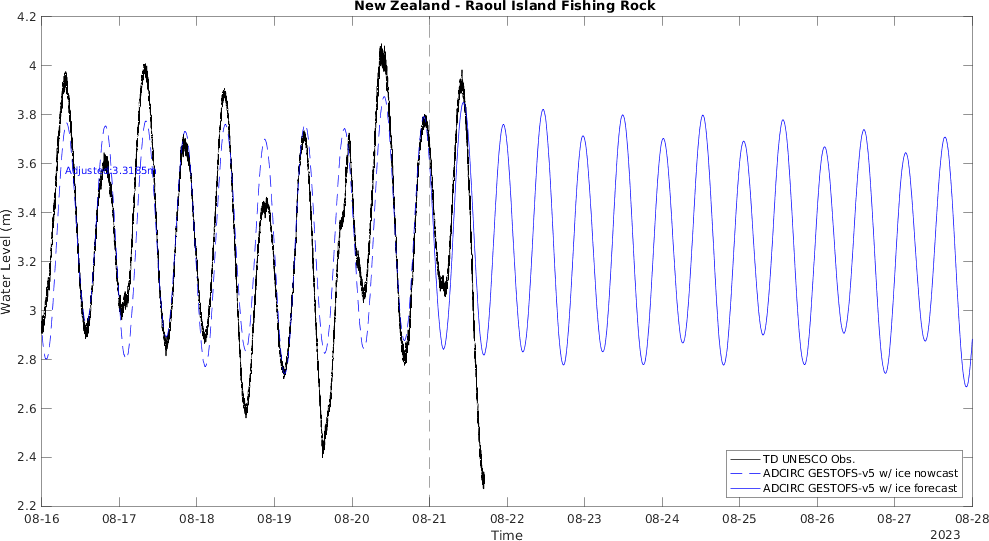 New Zealand - Raoul Island Fishing Rock
4.2
4
3.8
3.6
3.4
3.2
3
2.8
2.6
2.4
2.2
Water Level (m)
Adjusted 3.3135m
TD UNESCO Obs.
ADCIRC GESTOFS-v5 w/ ice nowcast
ADCIRC GESTOFS-v5 w/ ice forecast
08-16 08-17 08-18 08-19 08-20 08-21 08-22 08-23 08-24 08-25 08-26 08-27 08-28
Time
2023